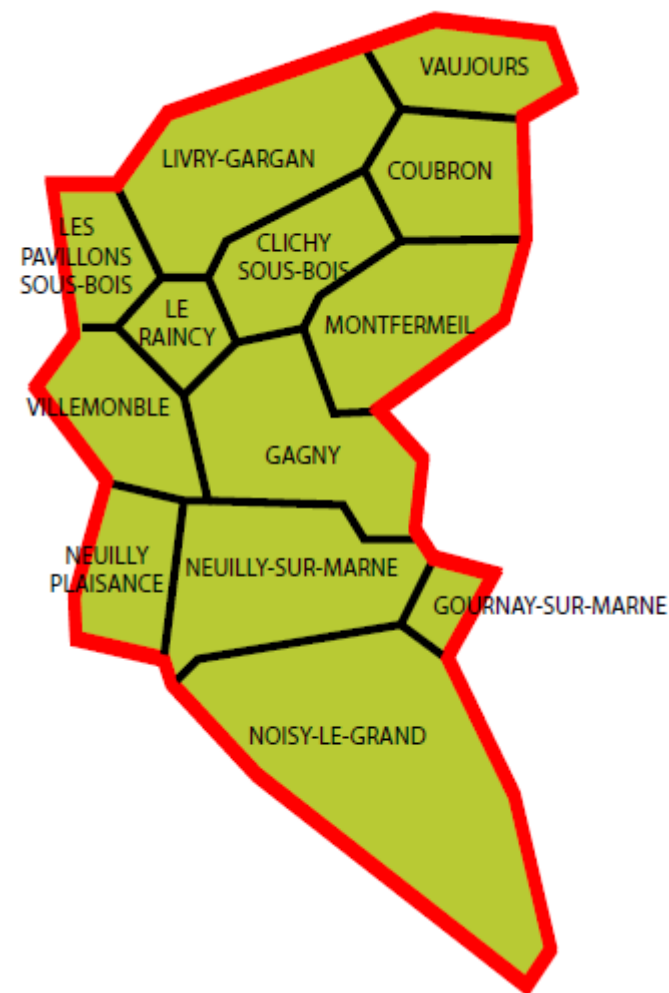 VAUJOURS
LIVRY-GARGAN
COUBRON
LES
PAVILLONS
SOUS-BOIS
CLICHY
SOUS-BOIS
LE
RAINCY
MONTFERMEIL
VILLEMONBLE
GAGNY
NEUILLY
PLAISANCE
NEUILLY-SUR-MARNE
GOURNAY-SUR-MARNE
NOISY-LE-GRAND